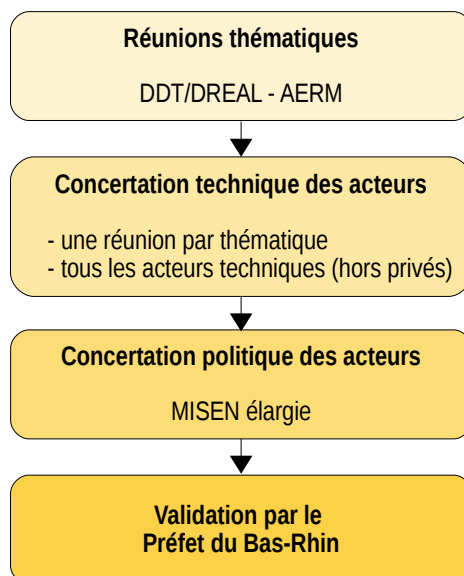 Réunions thématiques
DDT/DREAL - AERM
Concertation technique des acteurs
- une réunion par thématique
- tous les acteurs techniques (hors privés)
Concertation politique des acteurs
MISEN élargie
Validation par le
Préfet du Bas-Rhin